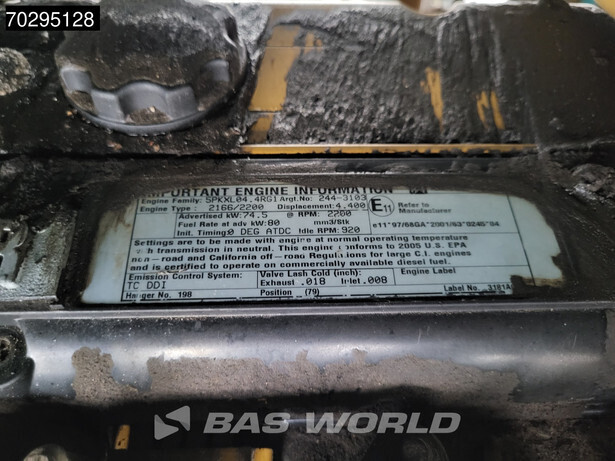 70295128
IMPORTANT ENGINE INFORMATION
Engine Family: 5PKXL04.4RG1 Argt.No: 244-3103
Engine Type : 2166/2200 Displacement: 4,400
Advertised kW: 74.5 @ RPM: 2200
Fuel Rate at adv kW: 80 mm3/Stk
Init. Timing: 0 DEG ATDC Idle RPM: 920
E11 Refer to
Manufacturer
e11*97/68GA*2001/63*0245*04
Settings are to be made with engine at normal operating temperature
transmission in neutral. This engine conforms to 2005 U.S. EPA
non-road and California off-road Regulations for large C.I. engines
and is certified to operate on commercially available diesel fuel.
Emission Control System:
TC DDI
Valve Lash Cold (inch):
Exhaust .018 Inlet .008
Engine Label
Hanger No. 198 Position (79) Label No. 3181A
BAS WORLD